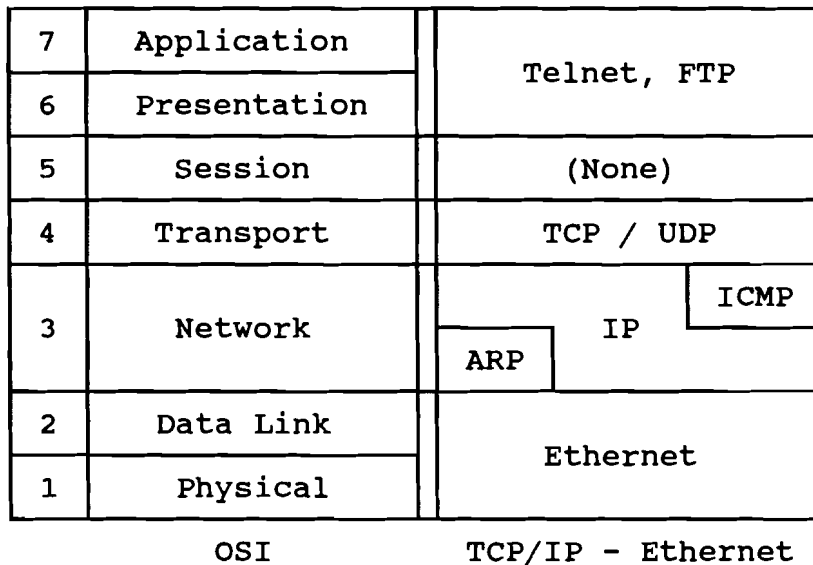 7 Application
Telnet, FTP
6 Presentation
5 Session (None)
4 Transport TCP / UDP
ICMP
3 Network IP
ARP
2 Data Link
Ethernet
1 Physical
OSI TCP/IP - Ethernet